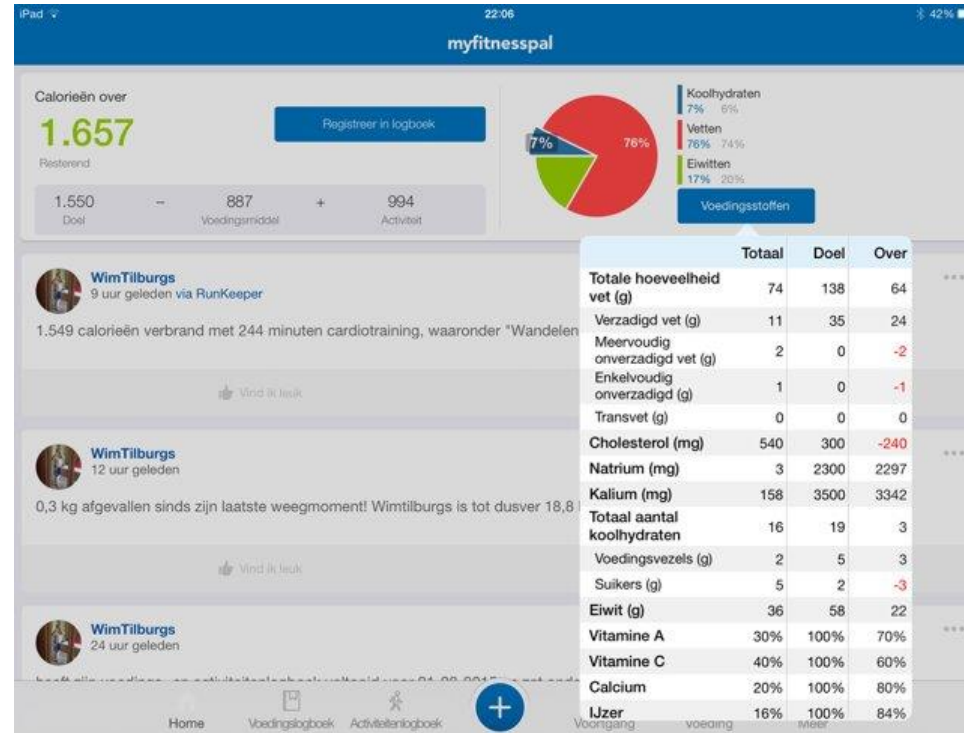 iPad 22:06 42%
myfitnesspal
Calorieën over
1.657
Resterend
Registreer in logboek
1.550 – 887 + 994
Doel Voedingsmiddel Activiteit
7% 76%
Koolhydraten
7% 6%
Vetten
76% 74%
Eiwitten
17% 20%
Voedingsstoffen
WimTilburgs
9 uur geleden via RunKeeper
1.549 calorieën verbrand met 244 minuten cardiotraining, waaronder "Wandelen
Vind ik leuk
WimTilburgs
12 uur geleden
0,3 kg afgevallen sinds zijn laatste weegmoment! Wimtilburgs is tot dusver 18,8
Vind ik leuk
WimTilburgs
24 uur geleden
Totaal Doel Over
Totale hoeveelheid
vet (g) 74 138 64
Verzadigd vet (g) 11 35 24
Meervoudig
onverzadigd vet (g) 2 0 -2
Enkelvoudig
onverzadigd (g) 1 0 -1
Transvet (g) 0 0 0
Cholesterol (mg) 540 300 -240
Natrium (mg) 3 2300 2297
Kalium (mg) 158 3500 3342
Totaal aantal
koolhydraten 16 19 3
Voedingsvezels (g) 2 5 3
Suikers (g) 5 2 -3
Eiwit (g) 36 58 22
Vitamine A 30% 100% 70%
Vitamine C 40% 100% 60%
Calcium 20% 100% 80%
IJzer 16% 100% 84%
Home Voedingslogboek Activiteitenlogboek + Voortgang Voeding Meer